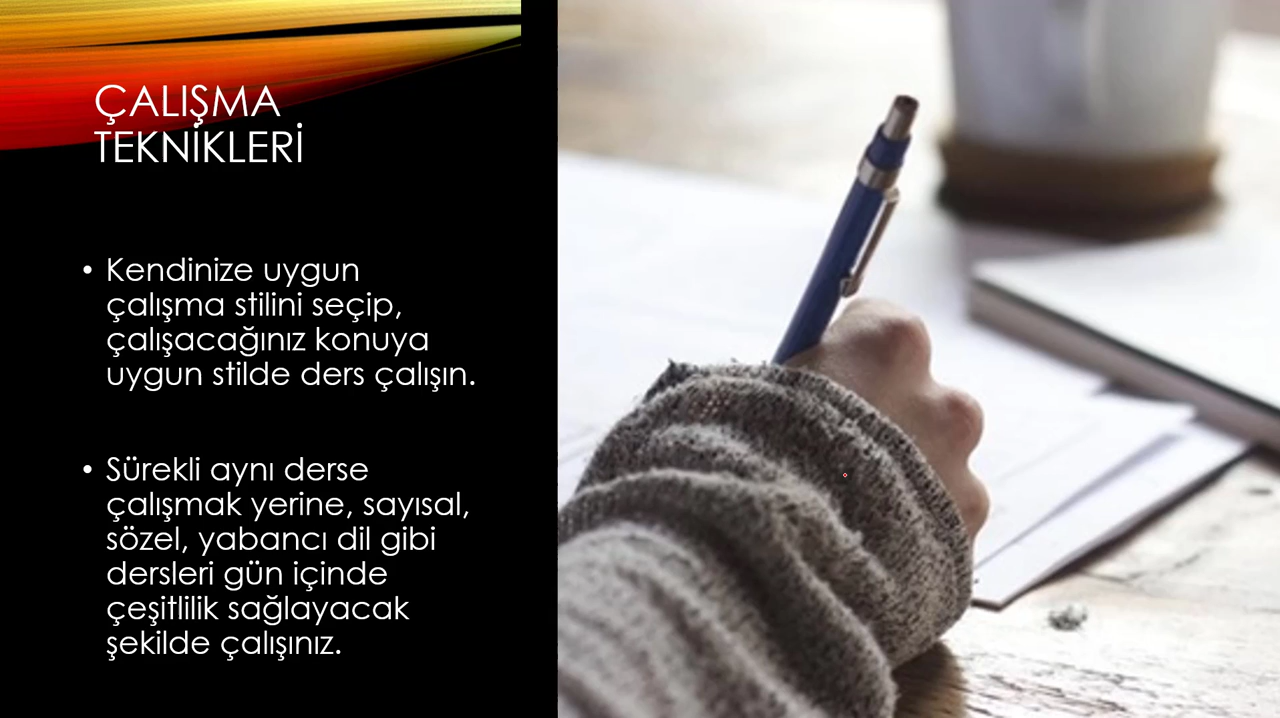 ÇALIŞMA
TEKNİKLERİ
• Kendinize uygun
çalışma stilini seçip,
çalışacağınız konuya
uygun stilde ders çalışın.
• Sürekli aynı derse
çalışmak yerine, sayısal,
sözel, yabancı dil gibi
dersleri gün içinde
çeşitlilik sağlayacak
şekilde çalışınız.